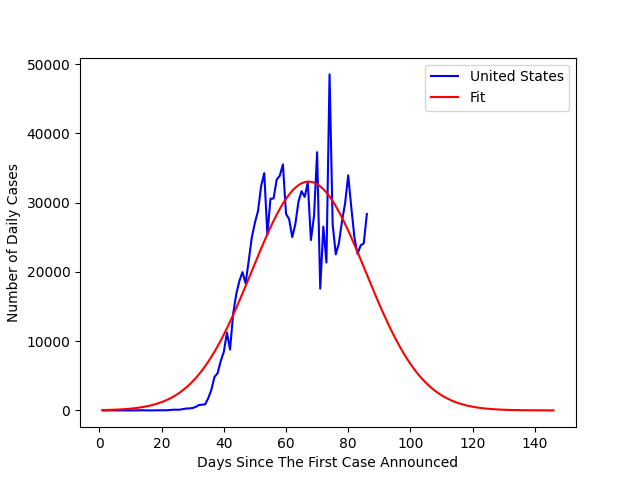 United States
Fit
50000
40000
30000
20000
10000
0
Number of Daily Cases
0 20 40 60 80 100 120 140
Days Since The First Case Announced